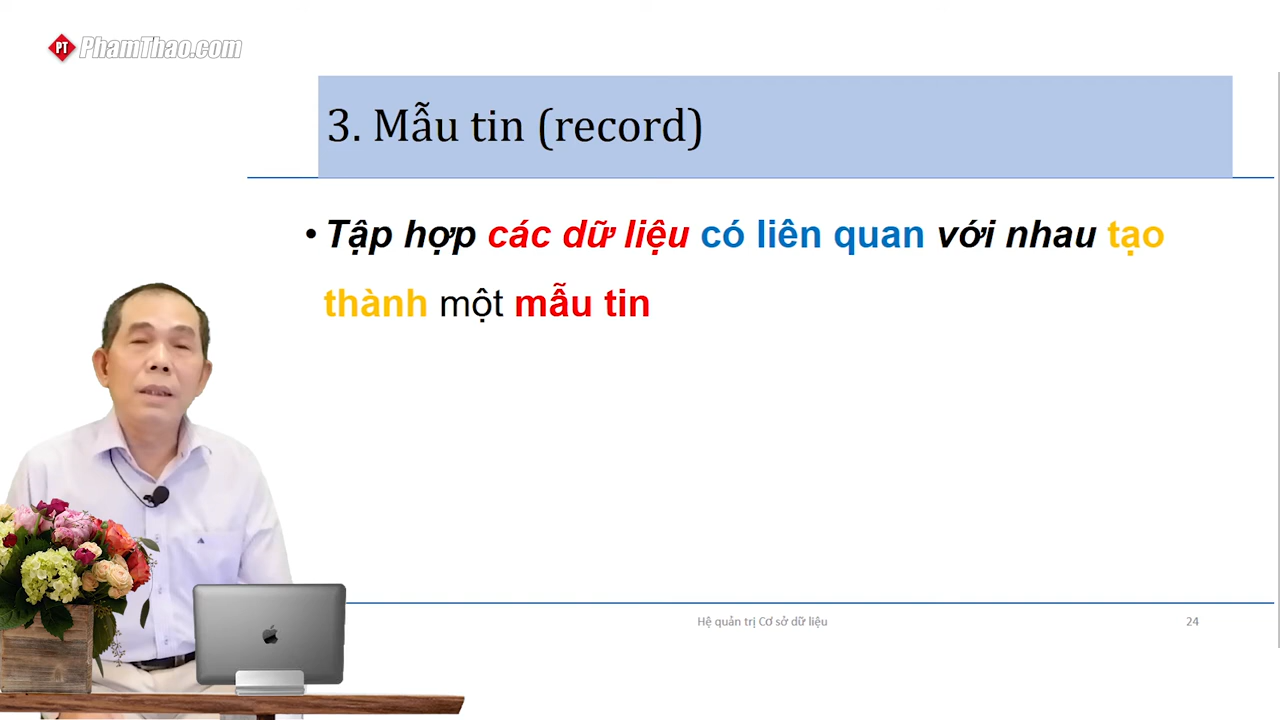 PT PhamThao.com
3. Mẫu tin (record)
• Tập hợp các dữ liệu có liên quan với nhau tạo
thành một mẫu tin
Hệ quản trị Cơ sở dữ liệu
24